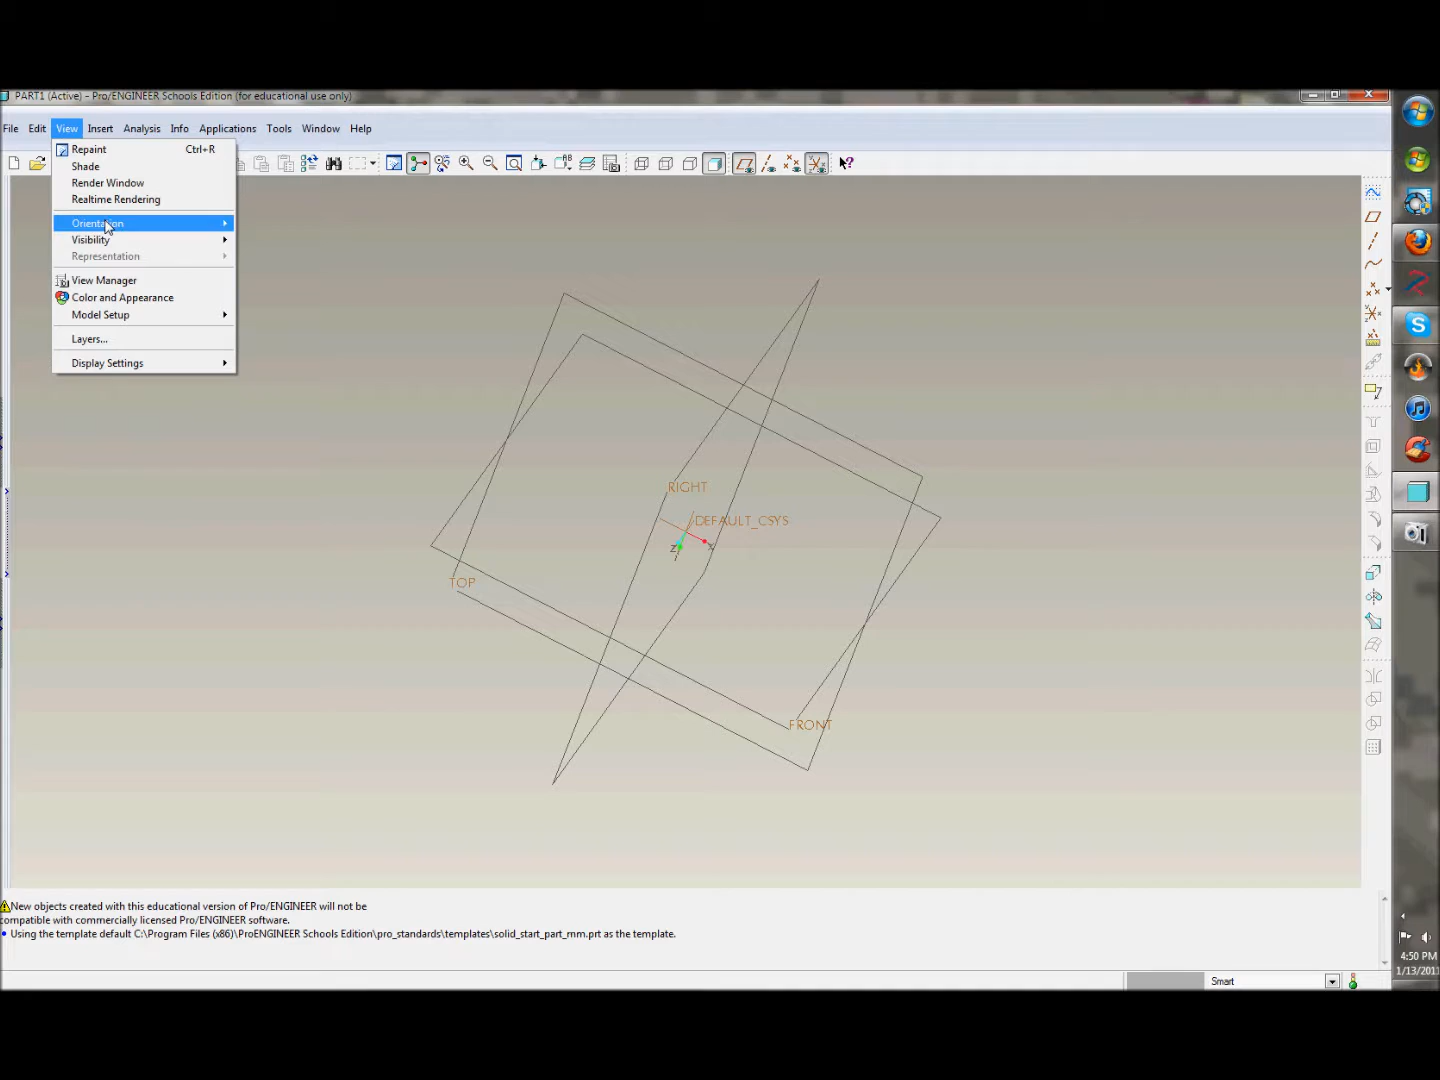 PART1 (Active) - Pro/ENGINEER Schools Edition (for educational use only)
File Edit View Insert Analysis Info Applications Tools Window Help
Repaint Ctrl+R
Shade
Render Window
Realtime Rendering
Orientation
Visibility
Representation
View Manager
Color and Appearance
Model Setup
Layers...
Display Settings
RIGHT
DEFAULT_CSYS
Z X
TOP
FRONT
New objects created with this educational version of Pro/ENGINEER will not be
compatible with commercially licensed Pro/ENGINEER software.
Using the template default C:\Program Files (x86)\ProENGINEER Schools Edition\pro_standards\templates\solid_start_part_mm.prt as the template.
4:50 PM
1/13/2011
Smart